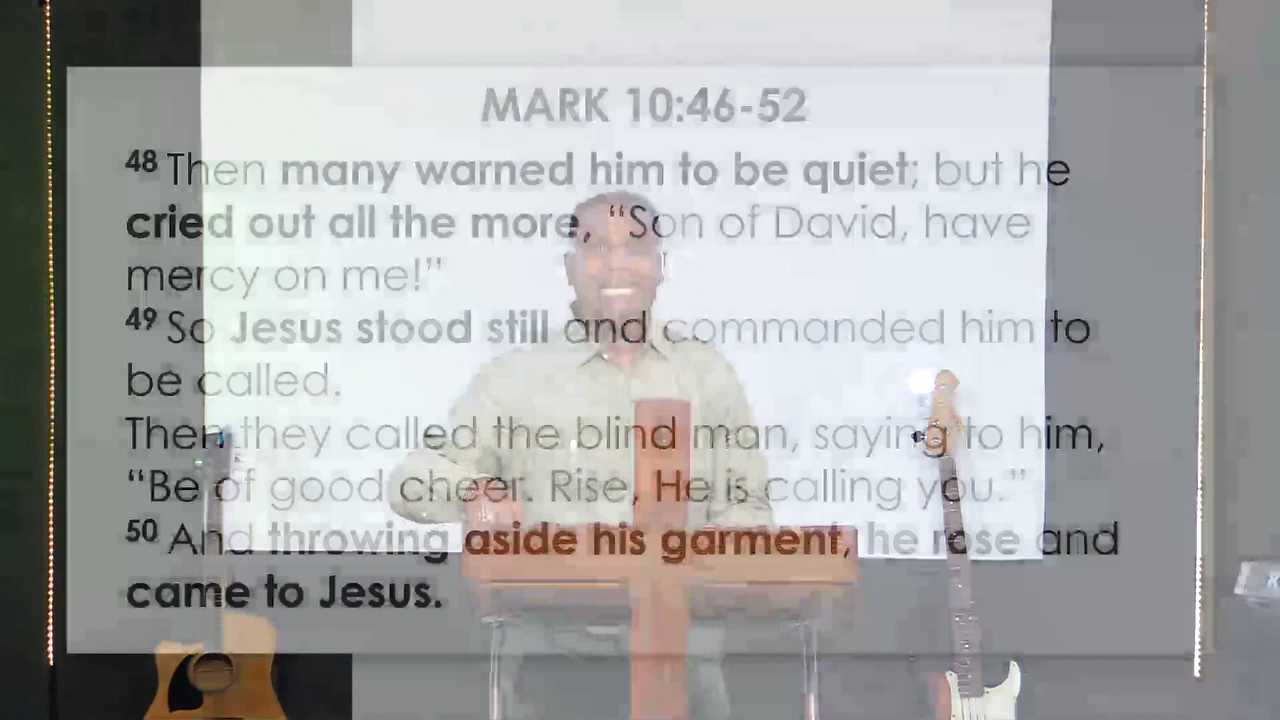 MARK 10:46-52
48 Then many warned him to be quiet; but he
cried out all the more, “Son of David, have
mercy on me!”
49 So Jesus stood still and commanded him to
be called.
Then they called the blind man, saying to him,
“Be of good cheer. Rise, He is calling you.”
50 And throwing aside his garment, he rose and
came to Jesus.